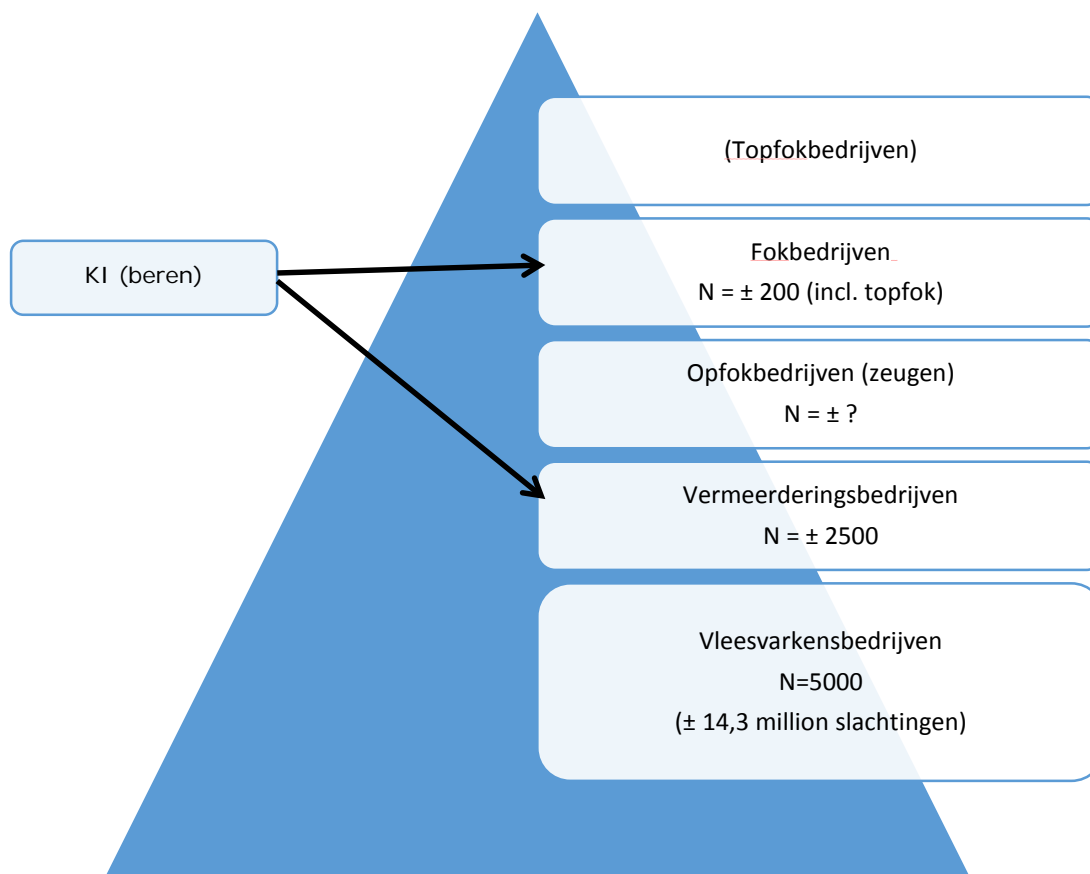 (Topfokbedrijven)
KI (beren)
Fokbedrijven
N = ± 200 (incl. topfok)
Opfokbedrijven (zeugen)
N = ± ?
Vermeerderingsbedrijven
N = ± 2500
Vleesvarkensbedrijven
N=5000
(± 14,3 million slachtingen)